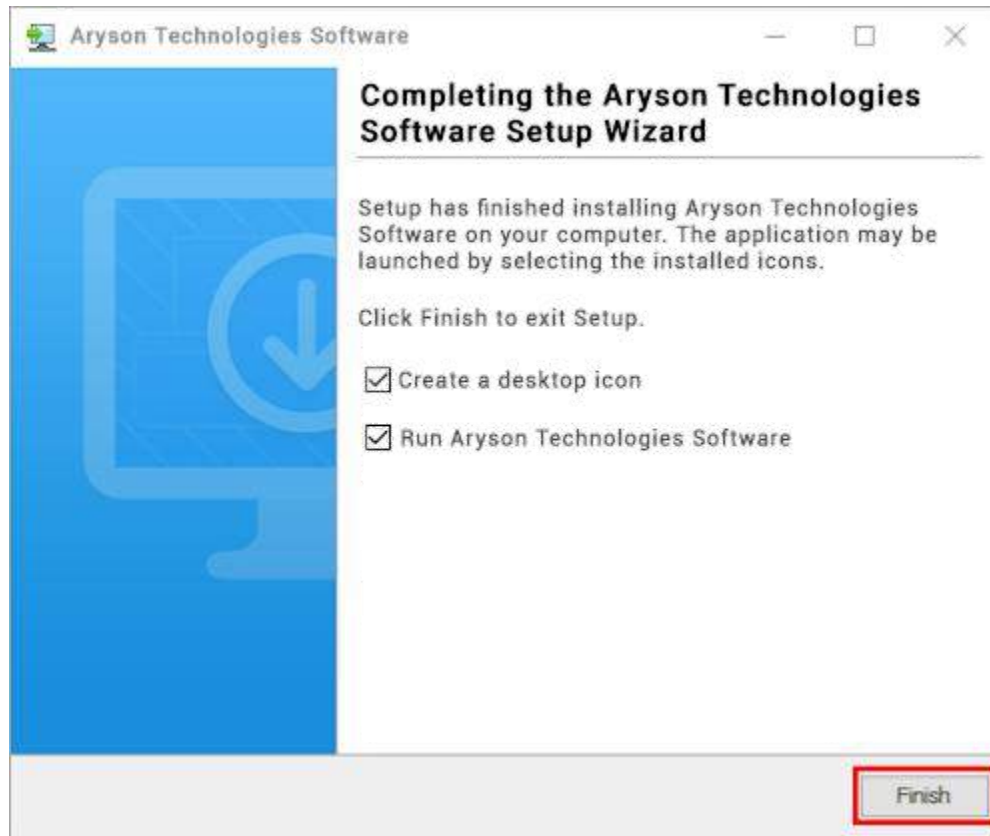 Aryson Technologies Software
Completing the Aryson Technologies
Software Setup Wizard
Setup has finished installing Aryson Technologies
Software on your computer. The application may be
launched by selecting the installed icons.
Click Finish to exit Setup.
Create a desktop icon
Run Aryson Technologies Software
Finish